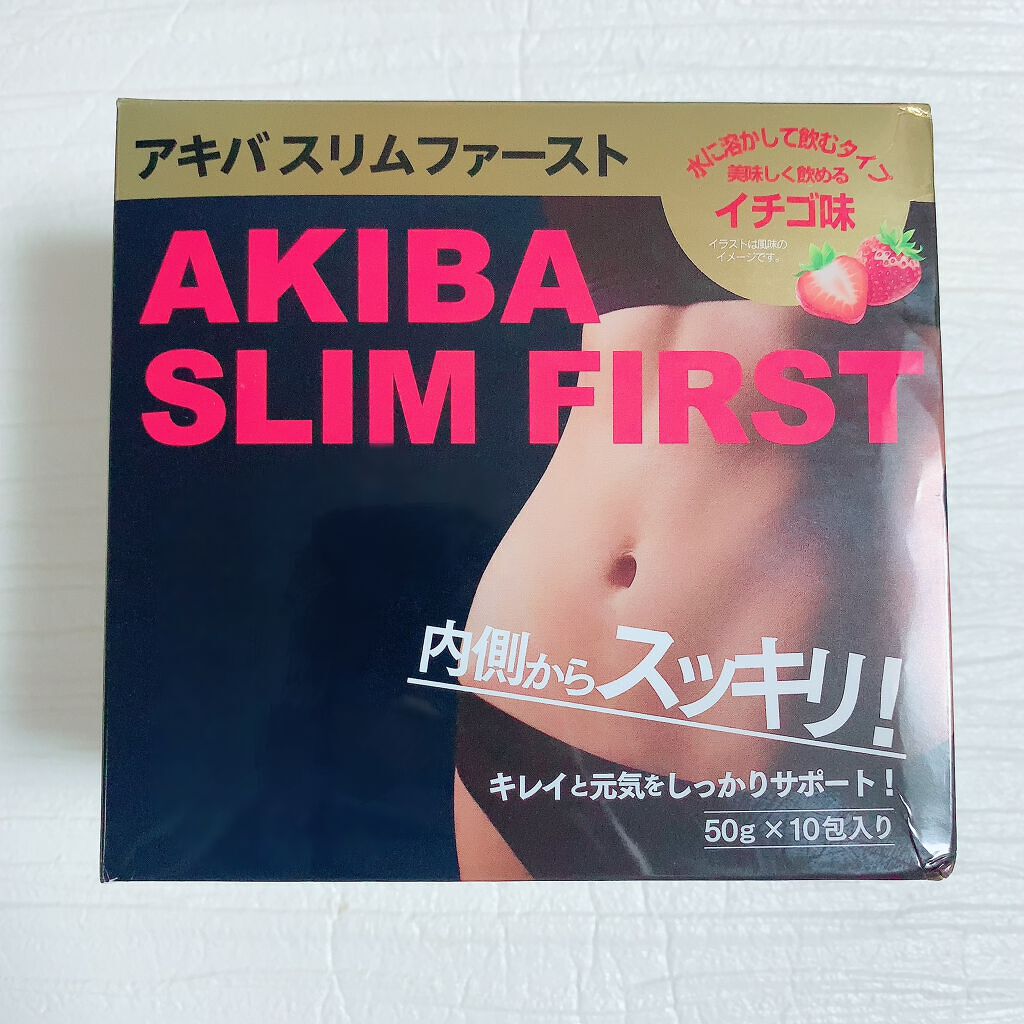 アキバ スリムファースト
水に溶かして飲むタイプ
美味しく飲める
イチゴ味
イラストは風味の
イメージです。
AKIBA
SLIM FIRST
内側からスッキリ!
キレイと元気をしっかりサポート!
50g×10包入り